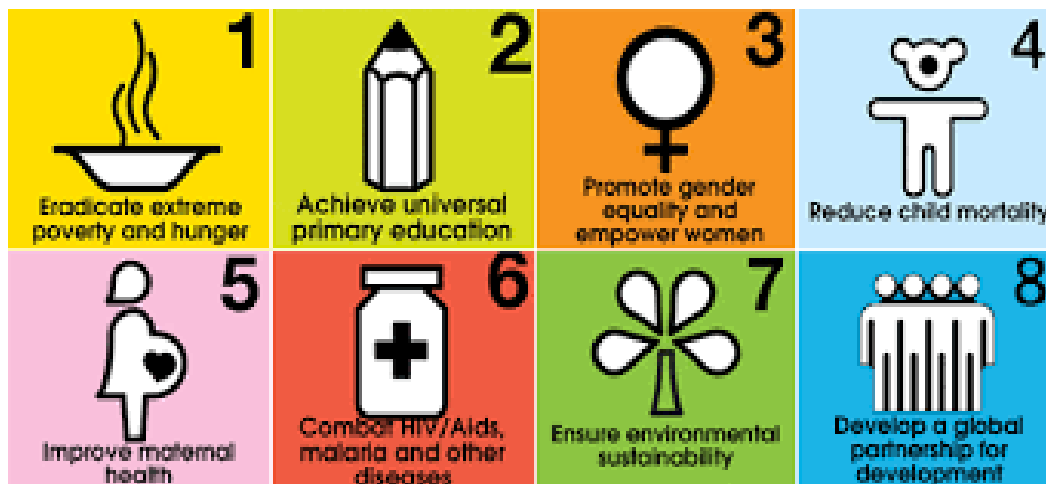 1
Eradicate extreme
poverty and hunger
2
Achieve universal
primary education
3
Promote gender
equality and
empower women
4
Reduce child mortality
5
Improve maternal
health
6
Combat HIV/Aids,
malaria and other
diseases
7
Ensure environmental
sustainability
8
Develop a global
partnership for
development